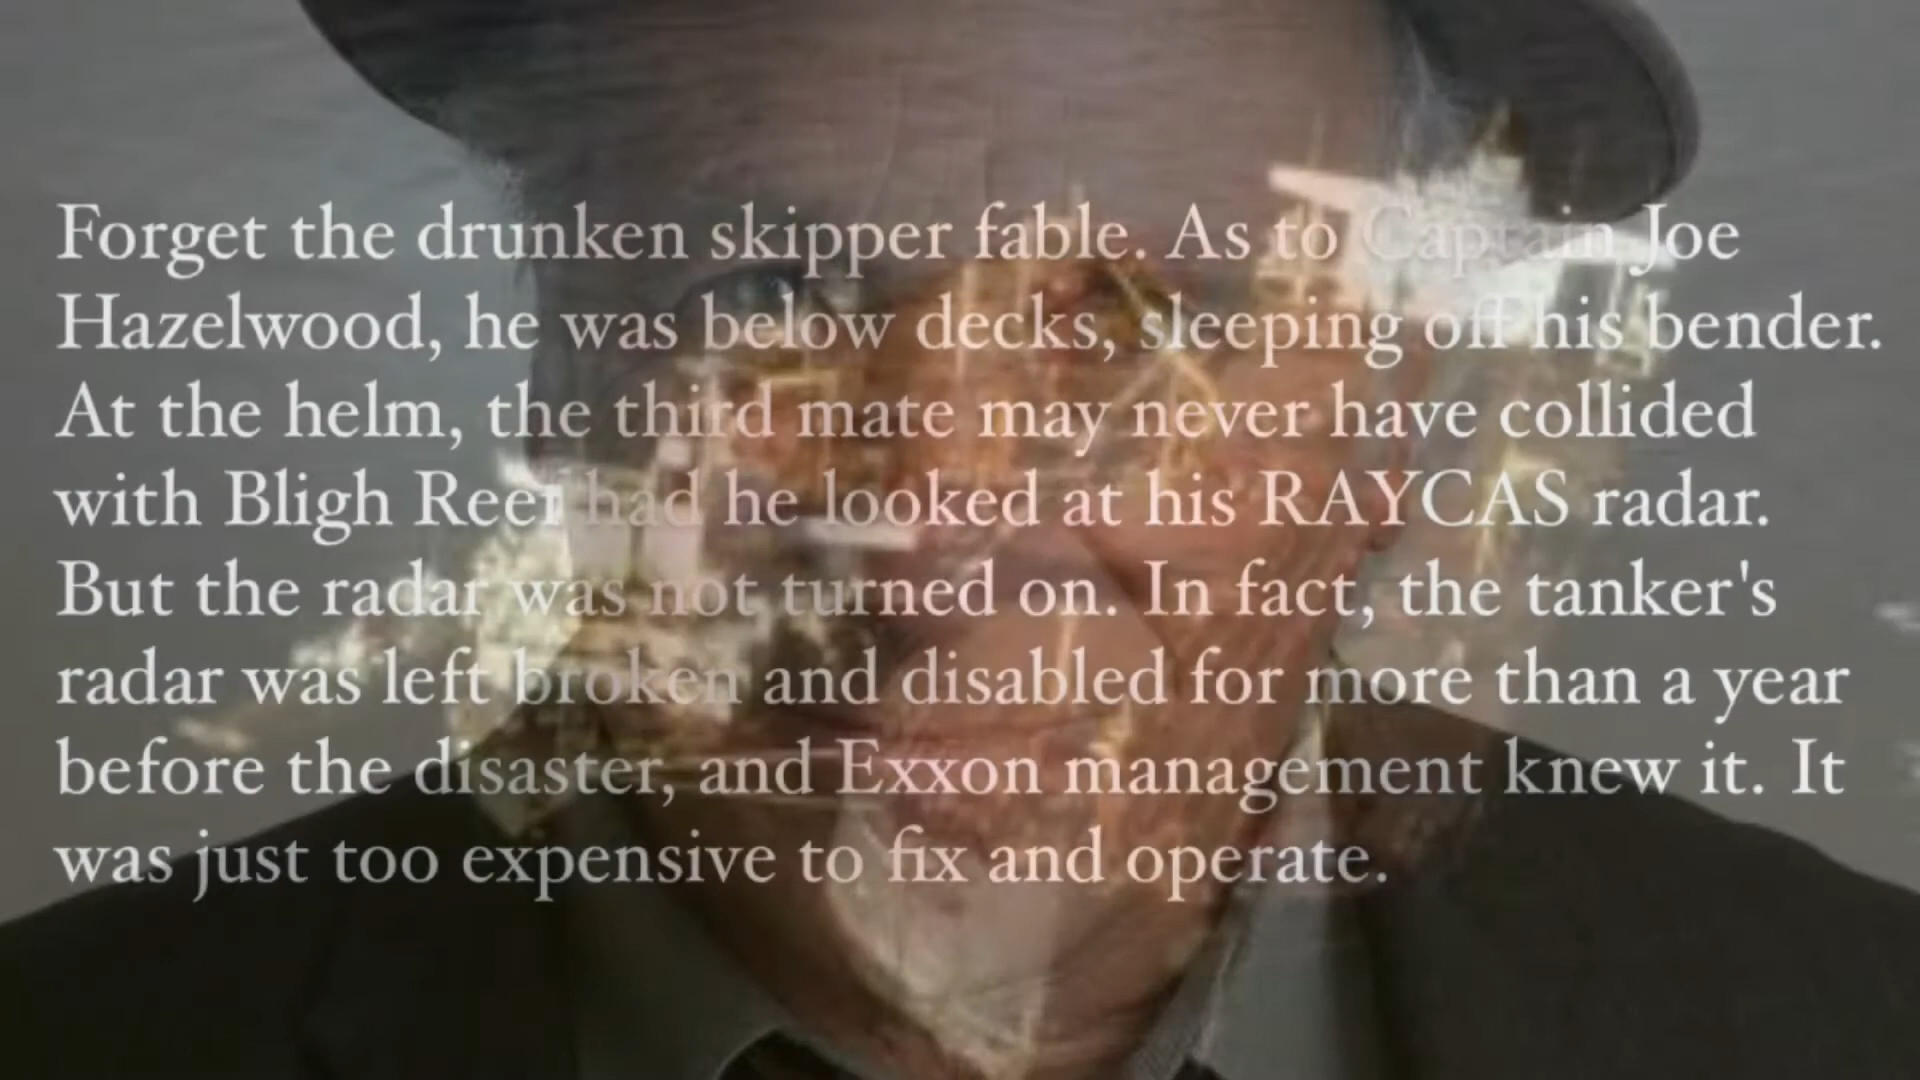 Forget the drunken skipper fable. As to Captain Joe
Hazelwood, he was below decks, sleeping off his bender.
At the helm, the third mate may never have collided
with Bligh Reef had he looked at his RAYCAS radar.
But the radar was not turned on. In fact, the tanker's
radar was left broken and disabled for more than a year
before the disaster, and Exxon management knew it. It
was just too expensive to fix and operate.